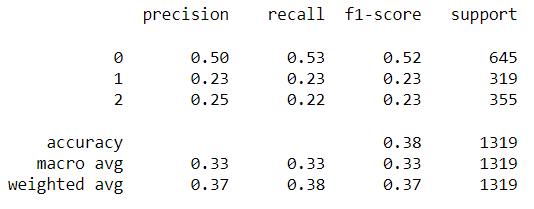 precision recall f1-score support
0 0.50 0.53 0.52 645
1 0.23 0.23 0.23 319
2 0.25 0.22 0.23 355
accuracy 0.38 1319
macro avg 0.33 0.33 0.33 1319
weighted avg 0.37 0.38 0.37 1319